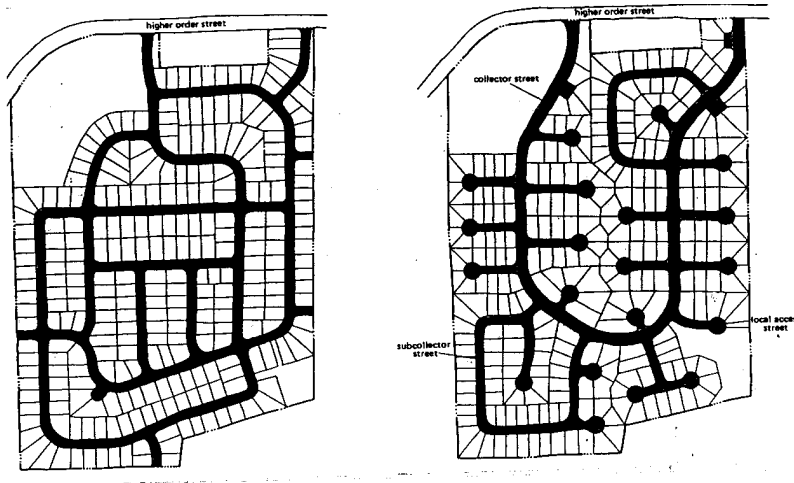 higher order street
higher order street
collector street
local acce
street
subcollector
street